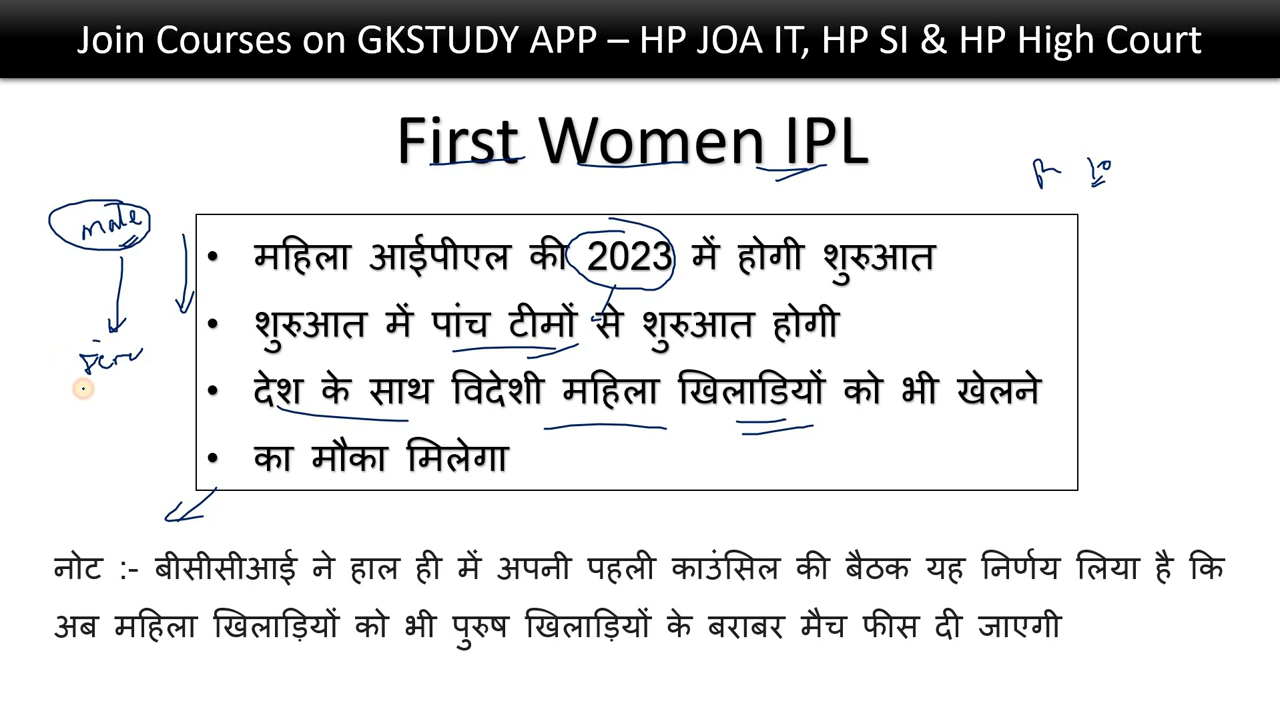 Join Courses on GKSTUDY APP – HP JOA IT, HP SI & HP High Court
First Women IPL
male
• महिला आईपीएल की 2023 में होगी शुरुआत
• शुरुआत में पांच टीमों से शुरुआत होगी
• देश के साथ विदेशी महिला खिलाडियों को भी खेलने
• का मौका मिलेगा
नोट :- बीसीसीआई ने हाल ही में अपनी पहली काउंसिल की बैठक यह निर्णय लिया है कि
अब महिला खिलाड़ियों को भी पुरुष खिलाड़ियों के बराबर मैच फीस दी जाएगी